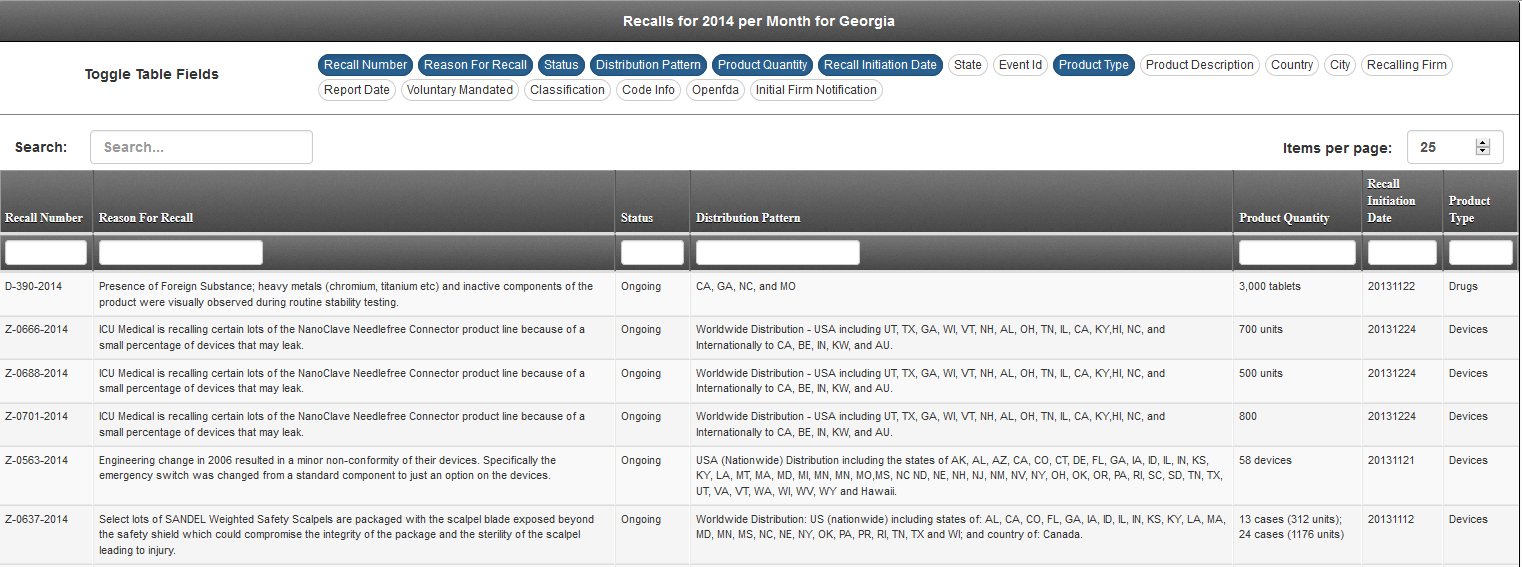 Recalls for 2014 per Month for Georgia
Toggle Table Fields
Recall Number Reason For Recall Status Distribution Pattern Product Quantity Recall Initiation Date State Event Id Product Type Product Description Country City Recalling Firm
Report Date Voluntary Mandated Classification Code Info Openfda Initial Firm Notification
Search: Search... Items per page: 25
Recall Number Reason For Recall Status Distribution Pattern Product Quantity Recall Initiation Date Product Type
D-390-2014 Presence of Foreign Substance; heavy metals (chromium, titanium etc) and inactive components of the Ongoing CA, GA, NC, and MO 3,000 tablets 20131122 Drugs
product were visually observed during routine stability testing.
Z-0666-2014 ICU Medical is recalling certain lots of the NanoClave Needlefree Connector product line because of a Ongoing Worldwide Distribution - USA including UT, TX, GA, WI, VT, NH, AL, OH, TN, IL, CA, KY,HI, NC, and 700 units 20131224 Devices
small percentage of devices that may leak. Internationally to CA, BE, IN, KW, and AU.
Z-0688-2014 ICU Medical is recalling certain lots of the NanoClave Needlefree Connector product line because of a Ongoing Worldwide Distribution - USA including UT, TX, GA, WI, VT, NH, AL, OH, TN, IL, CA, KY,HI, NC, and 500 units 20131224 Devices
small percentage of devices that may leak. Internationally to CA, BE, IN, KW, and AU.
Z-0701-2014 ICU Medical is recalling certain lots of the NanoClave Needlefree Connector product line because of a Ongoing Worldwide Distribution - USA including UT, TX, GA, WI, VT, NH, AL, OH, TN, IL, CA, KY,HI, NC, and 800 20131224 Devices
small percentage of devices that may leak. Internationally to CA, BE, IN, KW, and AU.
Z-0563-2014 Engineering change in 2006 resulted in a minor non-conformity of their devices. Specifically the Ongoing USA (Nationwide) Distribution including the states of AK, AL, AZ, CA, CO, CT, DE, FL, GA, IA, ID, IL, IN, KS, 58 devices 20131121 Devices
emergency switch was changed from a standard component to just an option on the devices. KY, LA, MT, MA, MD, MI, MN, MN, MO,MS, NC ND, NE, NH, NJ, NM, NV, NY, OH, OK, OR, PA, RI, SC, SD, TN, TX,
UT, VA, VT, WA, WI, WV, WY and Hawaii.
Z-0637-2014 Select lots of SANDEL Weighted Safety Scalpels are packaged with the scalpel blade exposed beyond Ongoing Worldwide Distribution: US (nationwide) including states of: AL, CA, CO, FL, GA, IA, ID, IL, IN, KS, KY, LA, MA, 13 cases (312 units); 20131112 Devices
the safety shield which could compromise the integrity of the package and the sterility of the scalpel MD, MN, MS, NC, NE, NY, OK, PA, PR, RI, TN, TX and WI; and country of: Canada. 24 cases (1176 units)
leading to injury.